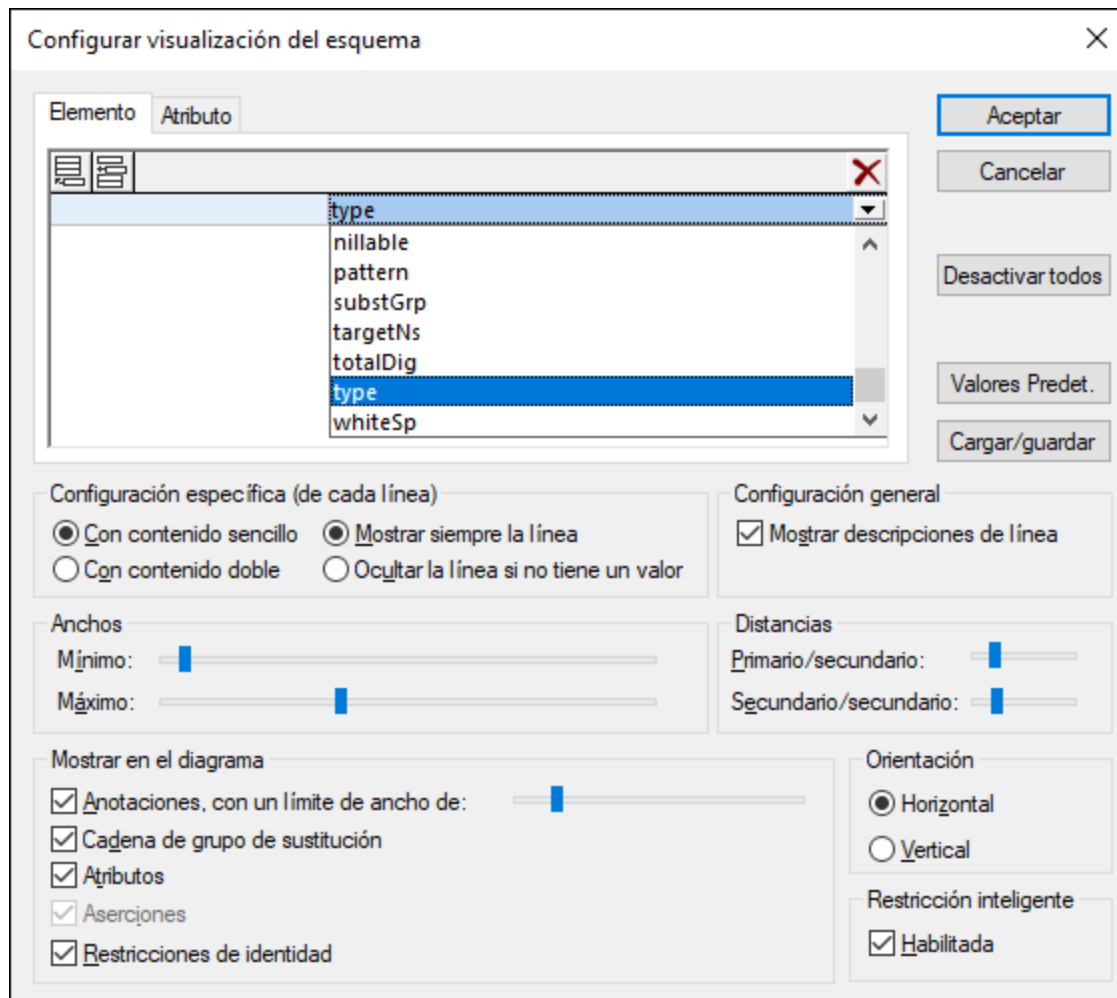 Configurar visualización del esquema
Elemento
Atributo
Aceptar
Cancelar
type
nillable
pattern
substGrp
targetNs
totalDig
type
whiteSp
Desactivar todos
Valores Predet.
Cargar/guardar
Configuración específica (de cada línea)
Con contenido sencillo
Mostrar siempre la línea
Con contenido doble
Ocultar la línea si no tiene un valor
Configuración general
Mostrar descripciones de línea
Anchos
Mínimo:
Máximo:
Distancias
Primario/secundario:
Secundario/secundario:
Mostrar en el diagrama
Anotaciones, con un límite de ancho de:
Cadena de grupo de sustitución
Atributos
Aserciones
Restricciones de identidad
Orientación
Horizontal
Vertical
Restricción inteligente
Habilitada